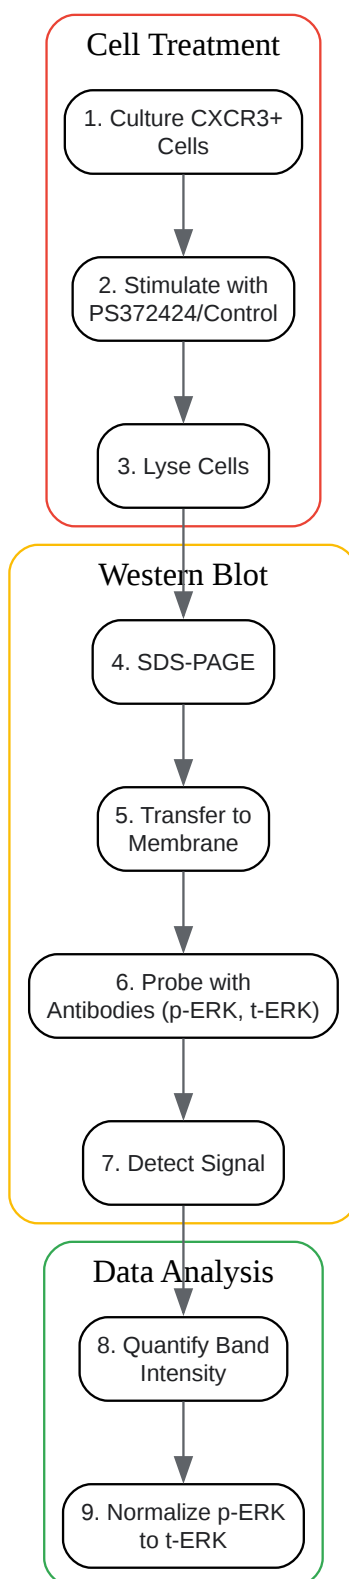 Cell Treatment
1. Culture CXCR3+
Cells
2. Stimulate with
PS372424/Control
3. Lyse Cells
Western Blot
4. SDS-PAGE
5. Transfer to
Membrane
6. Probe with
Antibodies (p-ERK, t-ERK)
7. Detect Signal
Data Analysis
8. Quantify Band
Intensity
9. Normalize p-ERK
to t-ERK